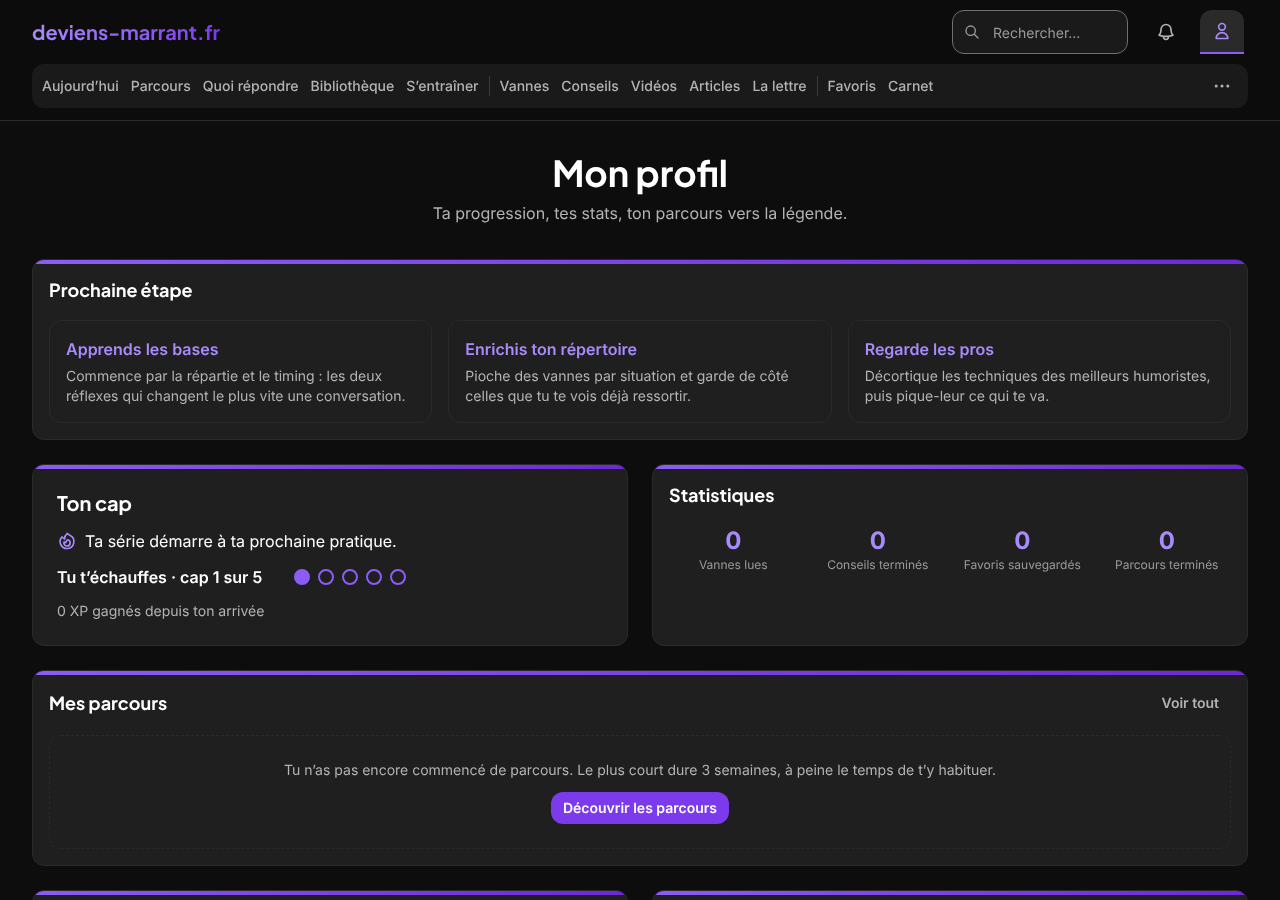 deviens-marrant.fr
Rechercher...
Aujourd’hui Parcours Quoi répondre Bibliothèque S’entraîner Vannes Conseils Vidéos Articles La lettre Favoris Carnet
Mon profil
Ta progression, tes stats, ton parcours vers la légende.
Prochaine étape
Apprends les bases
Commence par la répartie et le timing : les deux
réflexes qui changent le plus vite une conversation.
Enrichis ton répertoire
Pioche des vannes par situation et garde de côté
celles que tu te vois déjà ressortir.
Regarde les pros
Décortique les techniques des meilleurs humoristes,
puis pique-leur ce qui te va.
Ton cap
Ta série démarre à ta prochaine pratique.
Tu t’échauffes · cap 1 sur 5
0 XP gagnés depuis ton arrivée
Statistiques
0 0 0 0
Vannes lues Conseils terminés Favoris sauvegardés Parcours terminés
Mes parcours
Voir tout
Tu n’as pas encore commencé de parcours. Le plus court dure 3 semaines, à peine le temps de t’y habituer.
Découvrir les parcours